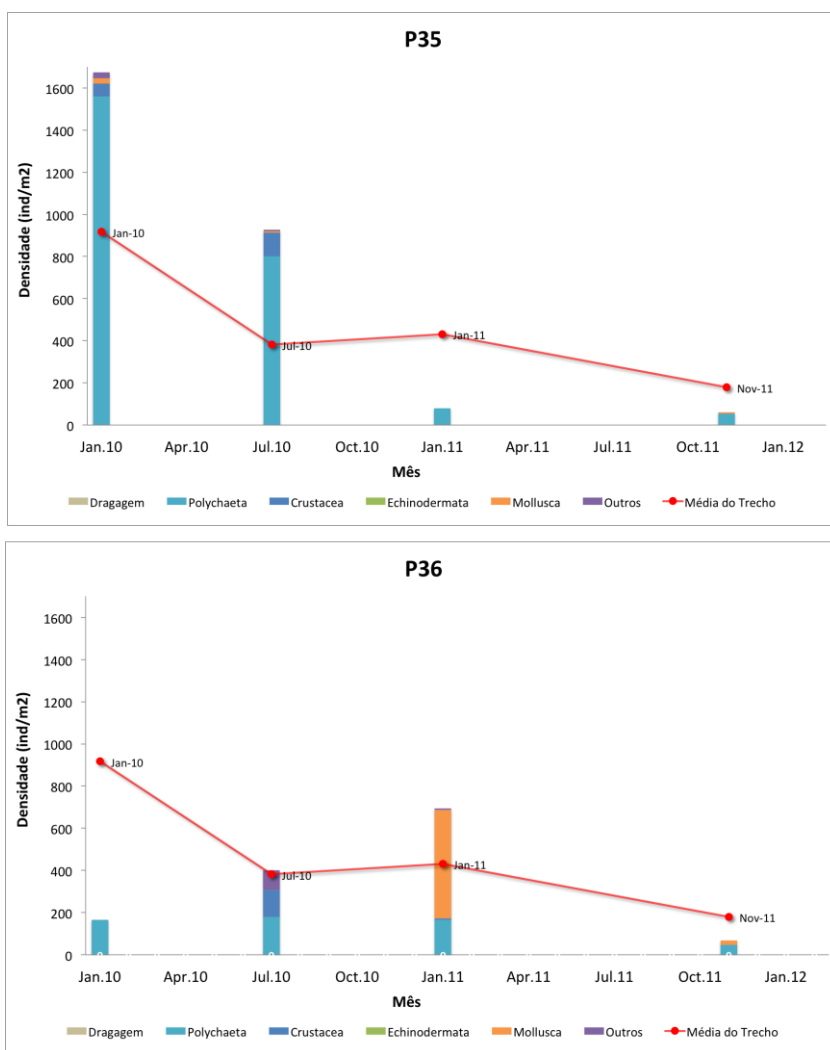 P35
Densidade (ind/m2)
1600
1400
1200
1000
800
600
400
200
0
Jan-10
Jul-10
Jan-11
Nov-11
Jan.10 Apr.10 Jul.10 Oct.10 Jan.11 Apr.11 Jul.11 Oct.11 Jan.12
Mês
Dragagem Polychaeta Crustacea Echinodermata Mollusca Outros Média do Trecho
P36
Densidade (ind/m2)
1600
1400
1200
1000
800
600
400
200
0
Jan-10
Jul-10
Jan-11
Nov-11
0 0 0 0
Jan.10 Apr.10 Jul.10 Oct.10 Jan.11 Apr.11 Jul.11 Oct.11 Jan.12
Mês
Dragagem Polychaeta Crustacea Echinodermata Mollusca Outros Média do Trecho